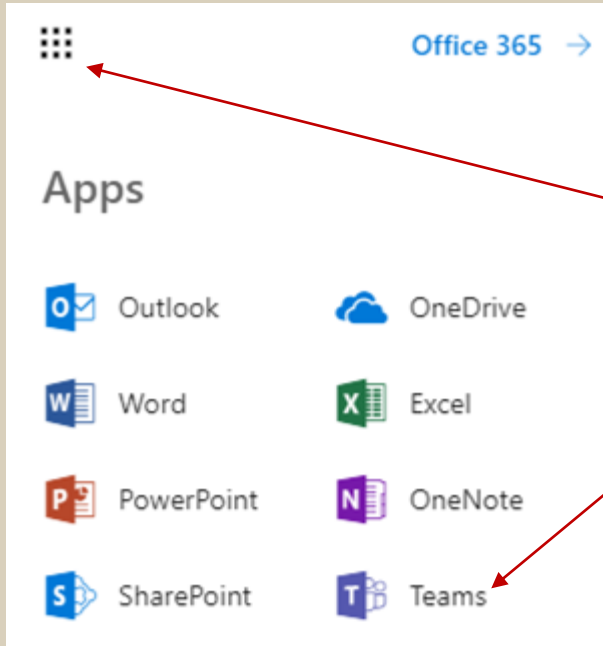 Office 365 →
Apps
Outlook
OneDrive
Word
Excel
PowerPoint
OneNote
SharePoint
Teams